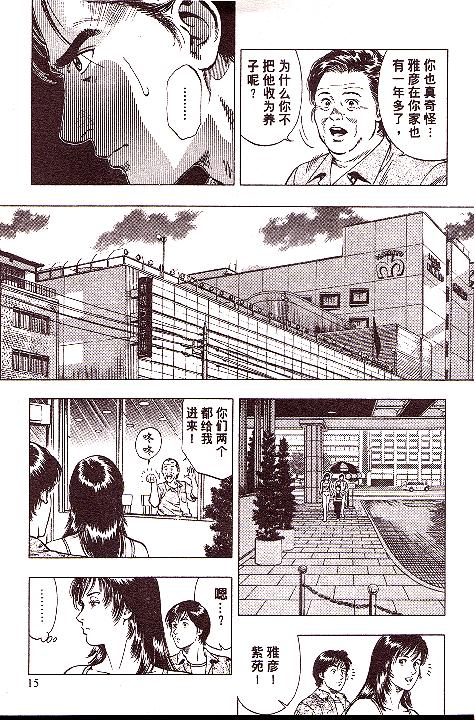 你也真奇怪…
雅彦在你家也
有一年多了，
为什么你不
把他收为养
子呢？
……
你们两个
都给我
进来！
咚
咚
雅彦！
紫苑！
嗯…？
……
15